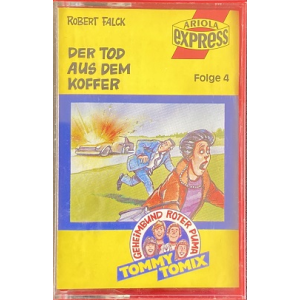 ROBERT FALCK
ARIOLA
EXPRESS
DER TOD
AUS DEM
KOFFER
Folge 4
GEHEIMBUND ROTER PUMA
TOMMY TOMIX